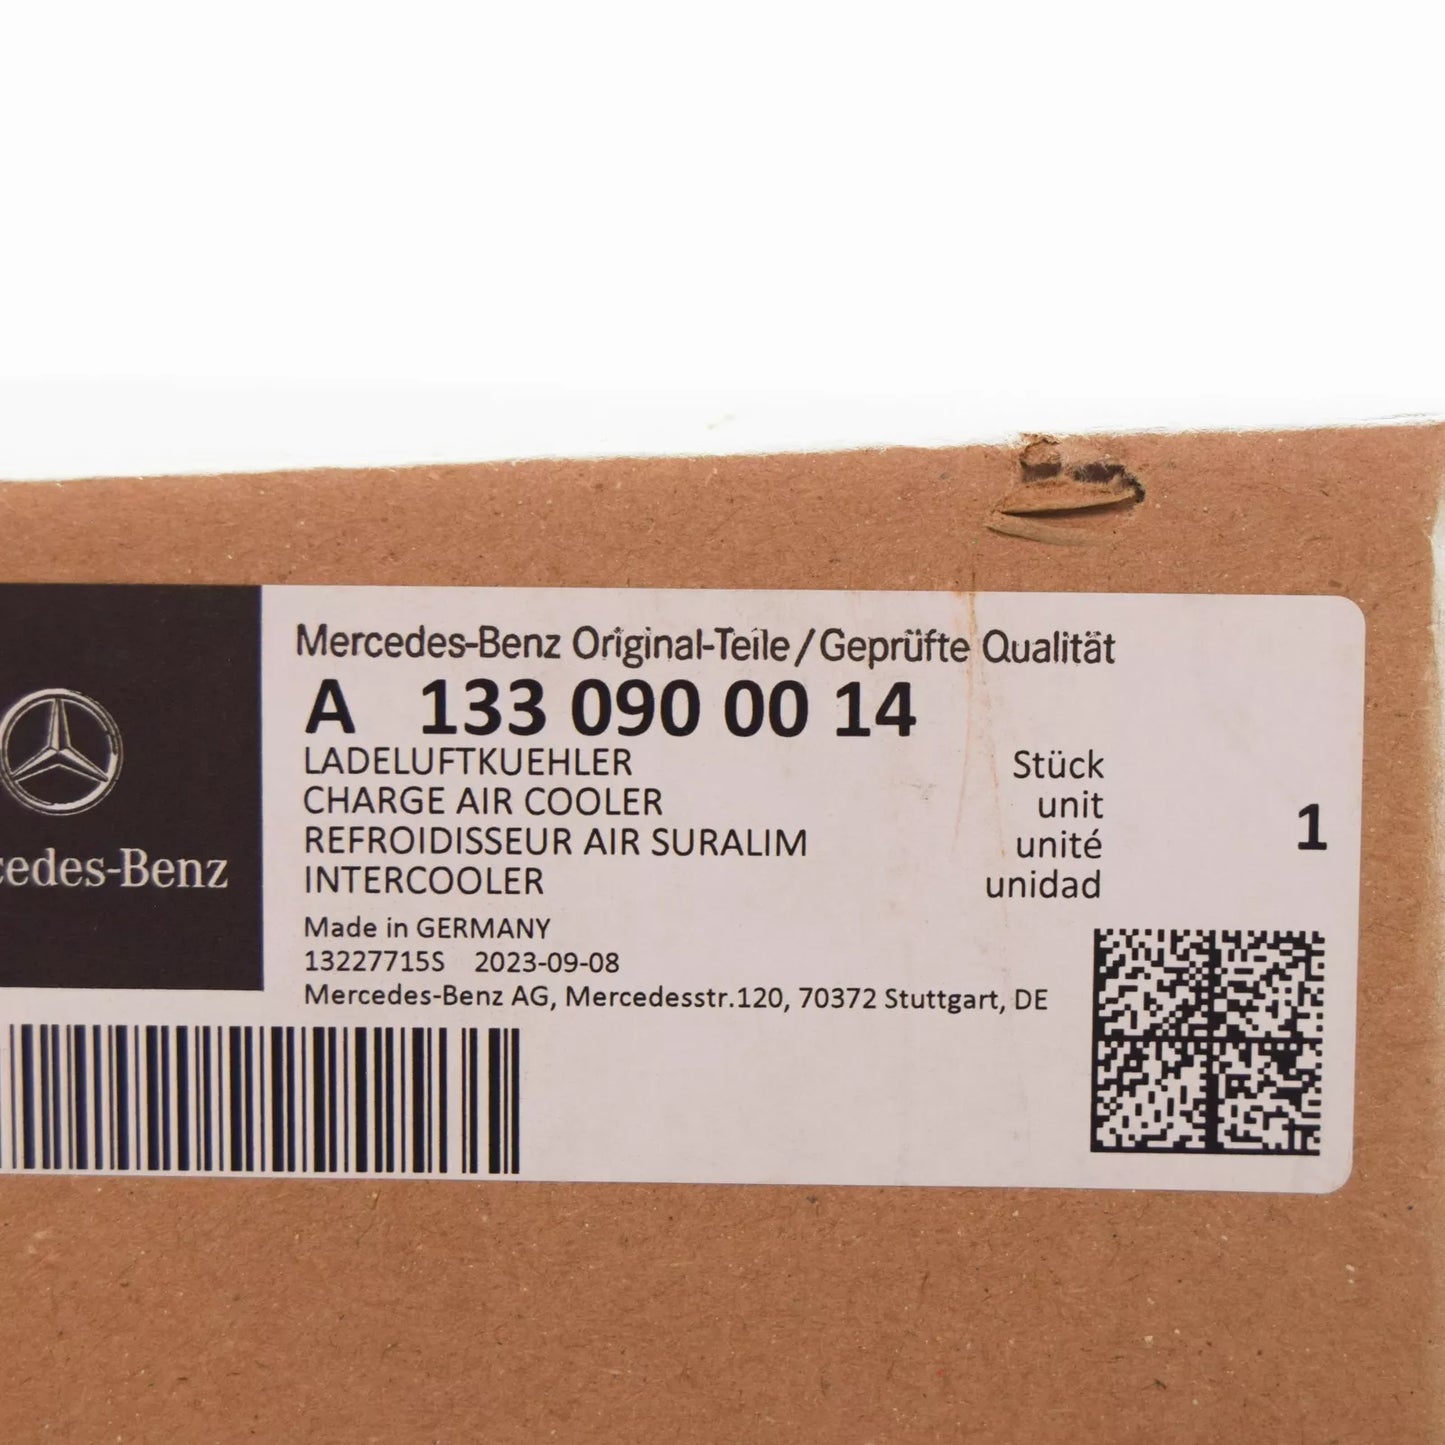 Mercedes-Benz Original-Teile/Geprüfte Qualität
A 133 090 00 14
LADELUFTKUEHLER Stück
CHARGE AIR COOLER unit
REFROIDISSEUR AIR SURALIM unité
INTERCOOLER unidad
1
Made in GERMANY
13227715S 2023-09-08
Mercedes-Benz AG, Mercedesstr.120, 70372 Stuttgart, DE
cedes-Benz